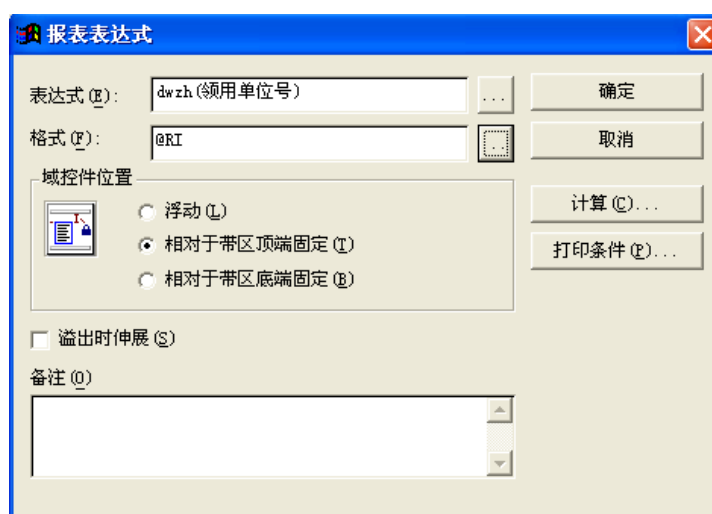 报表表达式
表达式(E): dwzh(领用单位号) ... 确定
格式(F): @RI ... 取消
域控件位置
浮动(L) 计算(C)...
相对于带区顶端固定(T) 打印条件(P)...
相对于带区底端固定(B)
溢出时伸展(S)
备注(O)